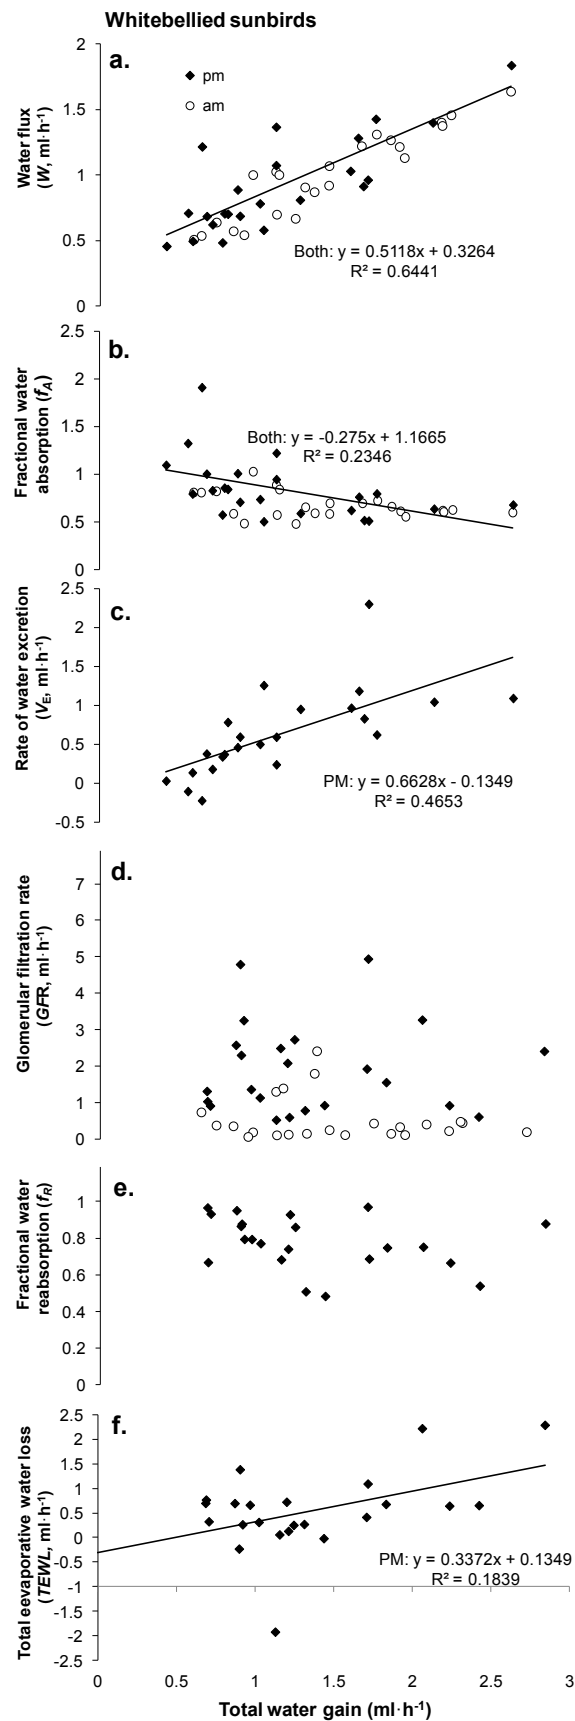 Whitebellied sunbirds
a.
pm
am
Water flux
(W, ml·h⁻¹)
2
1.5
1
0.5
0
Both: y = 0.5118x + 0.3264
R² = 0.6441
b.
Fractional water
absorption (fA)
2.5
2
1.5
1
0.5
0
Both: y = -0.275x + 1.1665
R² = 0.2346
c.
Rate of water excretion
(VE, ml·h⁻¹)
2.5
2
1.5
1
0.5
0
-0.5
PM: y = 0.6628x - 0.1349
R² = 0.4653
d.
Glomerular filtration rate
(GFR, ml·h⁻¹)
7
6
5
4
3
2
1
0
e.
Fractional water
reabsorption (fR)
1
0.8
0.6
0.4
0.2
0
f.
Total eevaporative water loss
(TEWL, ml·h⁻¹)
2.5
2
1.5
1
0.5
0
-0.5
-1
-1.5
-2
-2.5
PM: y = 0.3372x + 0.1349
R² = 0.1839
0 0.5 1 1.5 2 2.5 3
Total water gain (ml·h⁻¹)